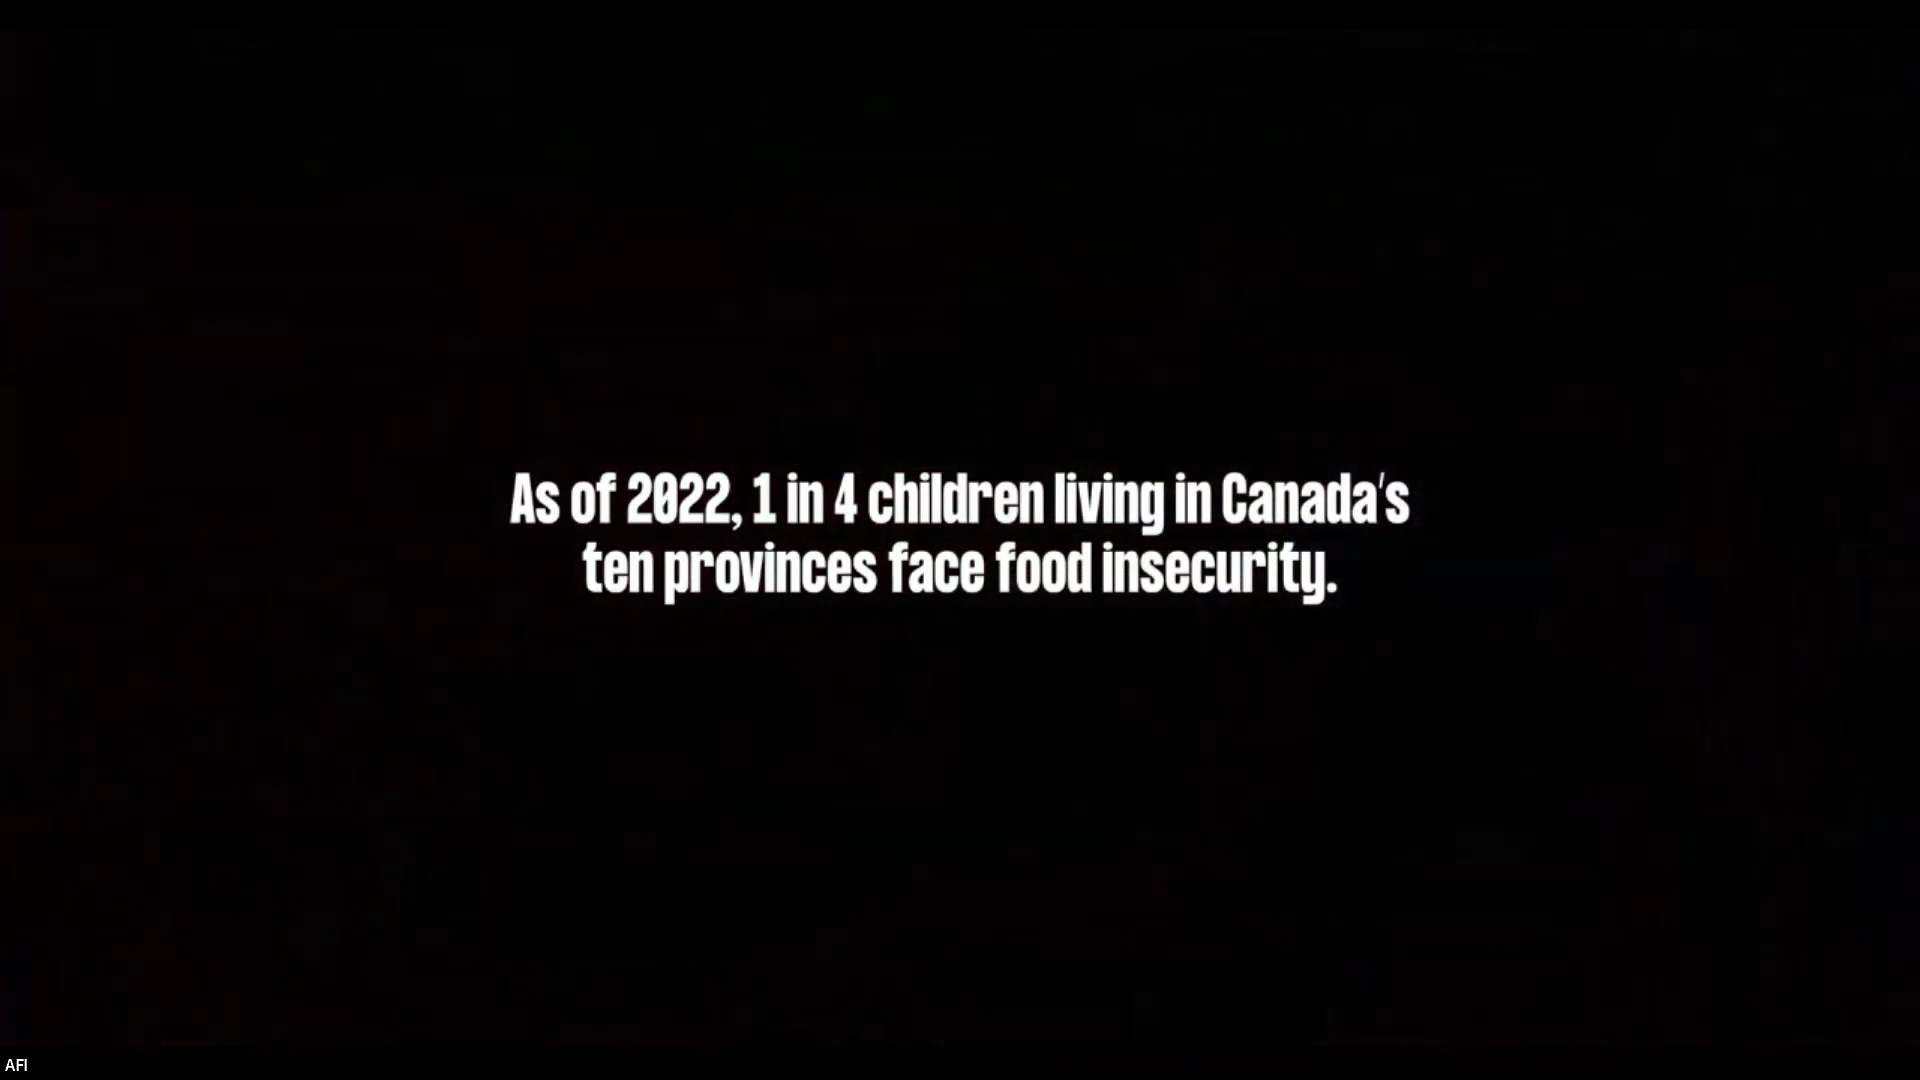 As of 2022, 1 in 4 children living in Canada's
ten provinces face food insecurity.
AFI